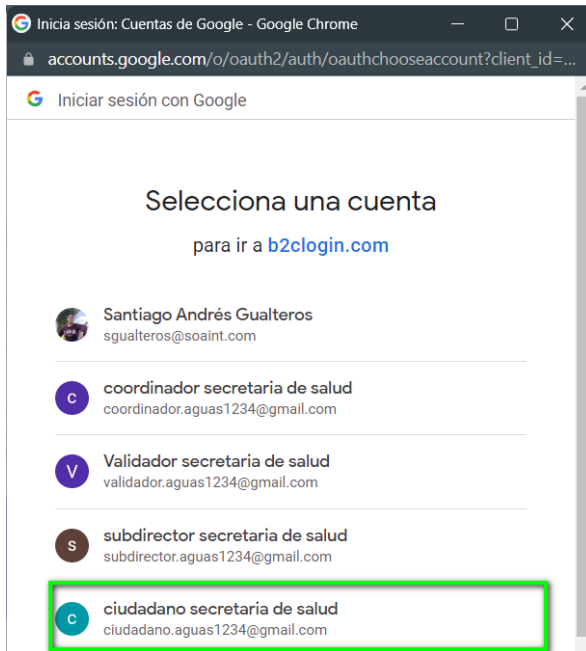 Inicia sesión: Cuentas de Google - Google Chrome
accounts.google.com/o/oauth2/auth/oauthchooseaccount?client_id=...
G Iniciar sesión con Google
Selecciona una cuenta
para ir a b2clogin.com
Santiago Andrés Gualteros
sgualteros@soaint.com
c
coordinador secretaria de salud
coordinador.aguas1234@gmail.com
V
Validador secretaria de salud
validador.aguas1234@gmail.com
s
subdirector secretaria de salud
subdirector.aguas1234@gmail.com
c
ciudadano secretaria de salud
ciudadano.aguas1234@gmail.com